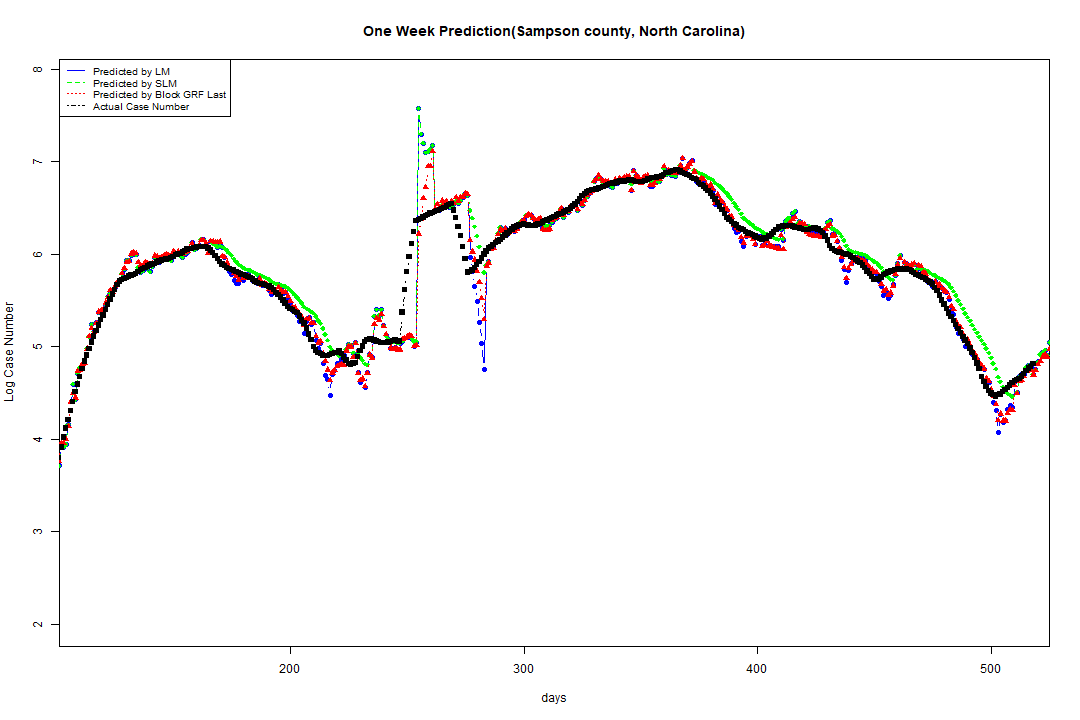 One Week Prediction(Sampson county, North Carolina)
Predicted by LM
Predicted by SLM
Predicted by Block GRF Last
Actual Case Number
8
7
6
5
4
3
2
Log Case Number
200 300 400 500
days